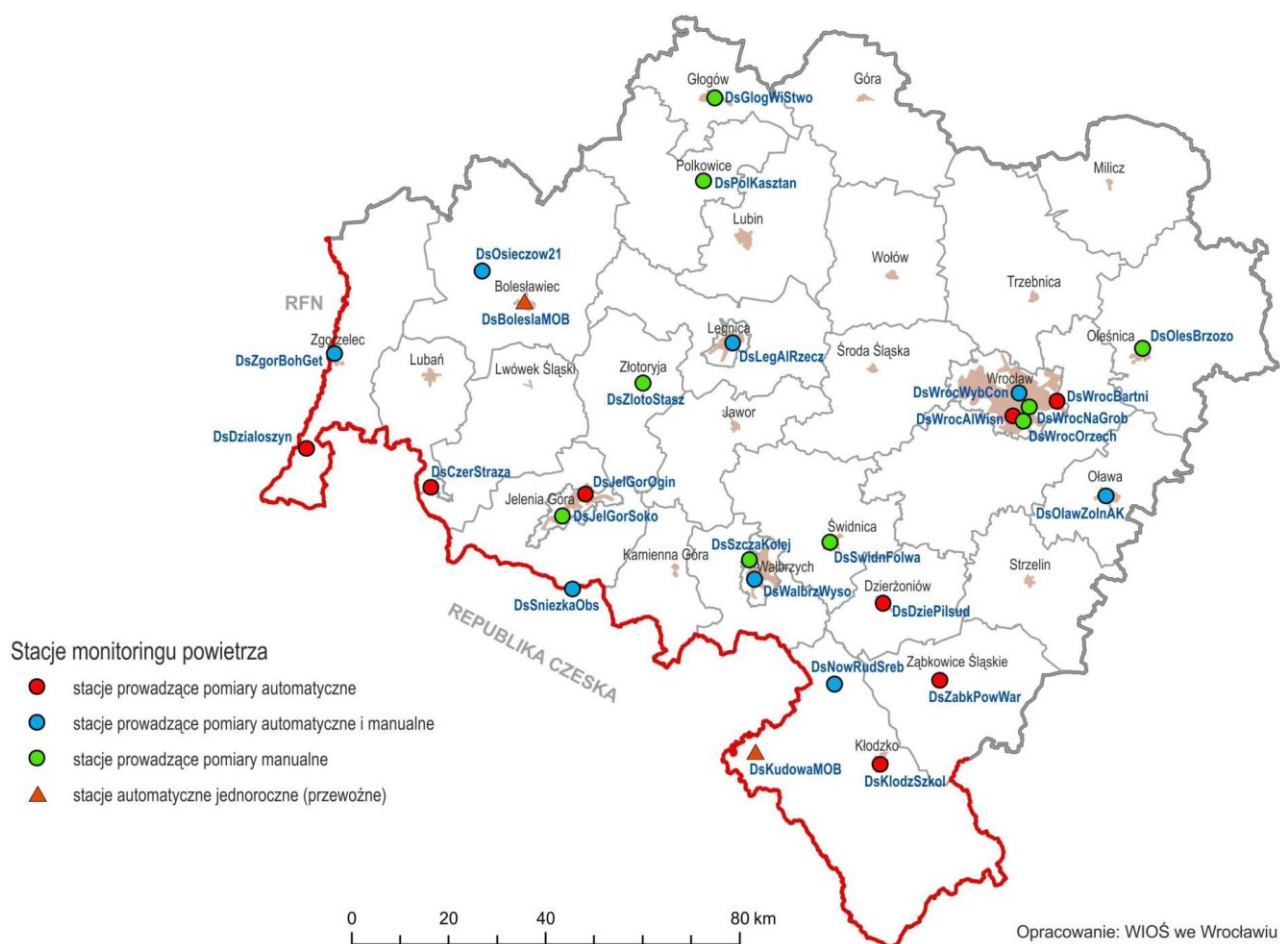 Głogów
DsGlogWiStwo
Góra
Polkowice
DsPolKasztan
Milicz
Lubin
DsOsieczow21
Wołów
Bolesławiec
DsBoleslaMOB
Trzebnica
RFN
Zgorzelec
DsZgorBohGet
Legnica
DsLegAlRzecz
Oleśnica
DsOlesBrzozo
Lubań
Lwówek Śląski
Złotoryja
DsZlotoStasz
Środa Śląska
Wrocław
DsWrocWybCon
DsWrocBartni
DsWrocAlWisn
DsWrocNaGrob
DsWrocOrzech
Jawor
DsDzialoszyn
DsCzerStraza
DsJelGorOgin
Jelenia Góra
DsJelGorSoko
Oława
DsOlawZolnAK
Świdnica
DsSwidnFolwa
DsSzczaKolej
Kamienna Góra
Wałbrzych
DsWalbrzWyso
Strzelin
Dzierżoniów
DsDziePilsud
DsSniezkaObs
REPUBLIKA CZESKA
DsNowRudSreb
Ząbkowice Śląskie
DsZabkPowWar
Kłodzko
DsKlodzSzkol
DsKudowaMOB
Stacje monitoringu powietrza
stacje prowadzące pomiary automatyczne
stacje prowadzące pomiary automatyczne i manualne
stacje prowadzące pomiary manualne
stacje automatyczne jednoroczne (przewoźne)
0 20 40 80 km
Opracowanie: WIOŚ we Wrocławiu